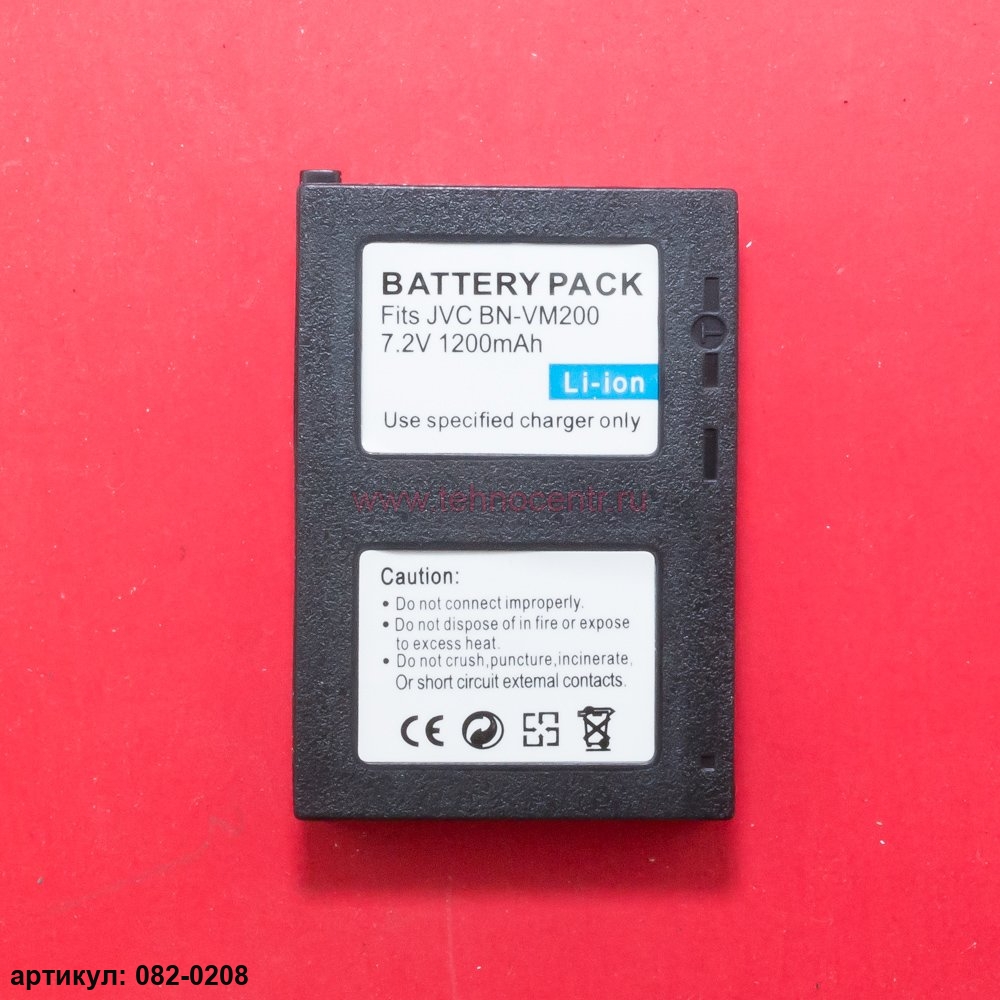 BATTERY PACK
Fits JVC BN-VM200
7.2V 1200mAh
Li-ion
Use specified charger only
www.tehnocentr.ru
Caution:
• Do not connect improperly.
• Do not dispose of in fire or expose
to excess heat.
• Do not crush,puncture,incinerate,
Or short circuit external contacts.
CE
артикул: 082-0208